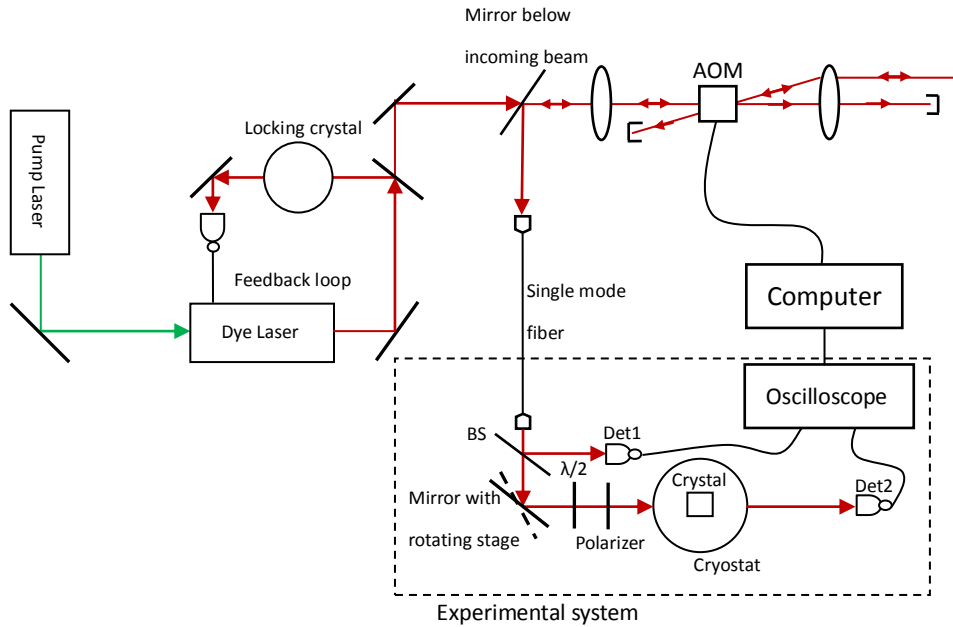 Mirror below
incoming beam
AOM
Locking crystal
Pump Laser
Feedback loop
Dye Laser
Single mode
fiber
Computer
Oscilloscope
BS
Det1
λ/2
Mirror with
rotating stage
Polarizer
Crystal
Cryostat
Det2
Experimental system